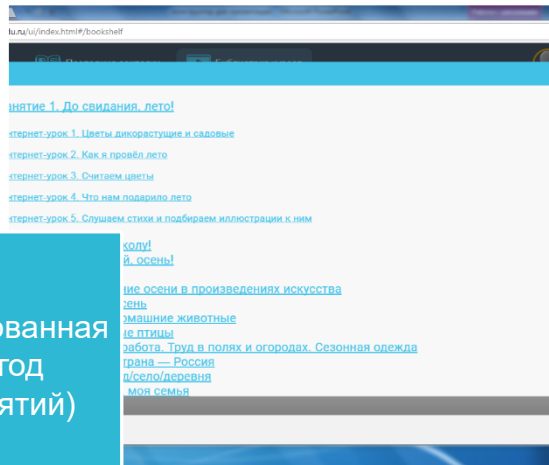 du.ru/ui/index.html#/bookshelf
анятие 1. До свидания, лето!
нтернет-урок 1. Цветы дикорастущие и садовые
нтернет-урок 2. Как я провёл лето
нтернет-урок 3. Считаем цветы
нтернет-урок 4. Что нам подарило лето
нтернет-урок 5. Слушаем стихи и подбираем иллюстрации к ним
колу!
й, осень!
ние осени в произведениях искусства
сень
омашние животные
ие птицы
работа. Труд в полях и огородах. Сезонная одежда
трана — Россия
д/село/деревня
моя семья
ованная
год
ятий)